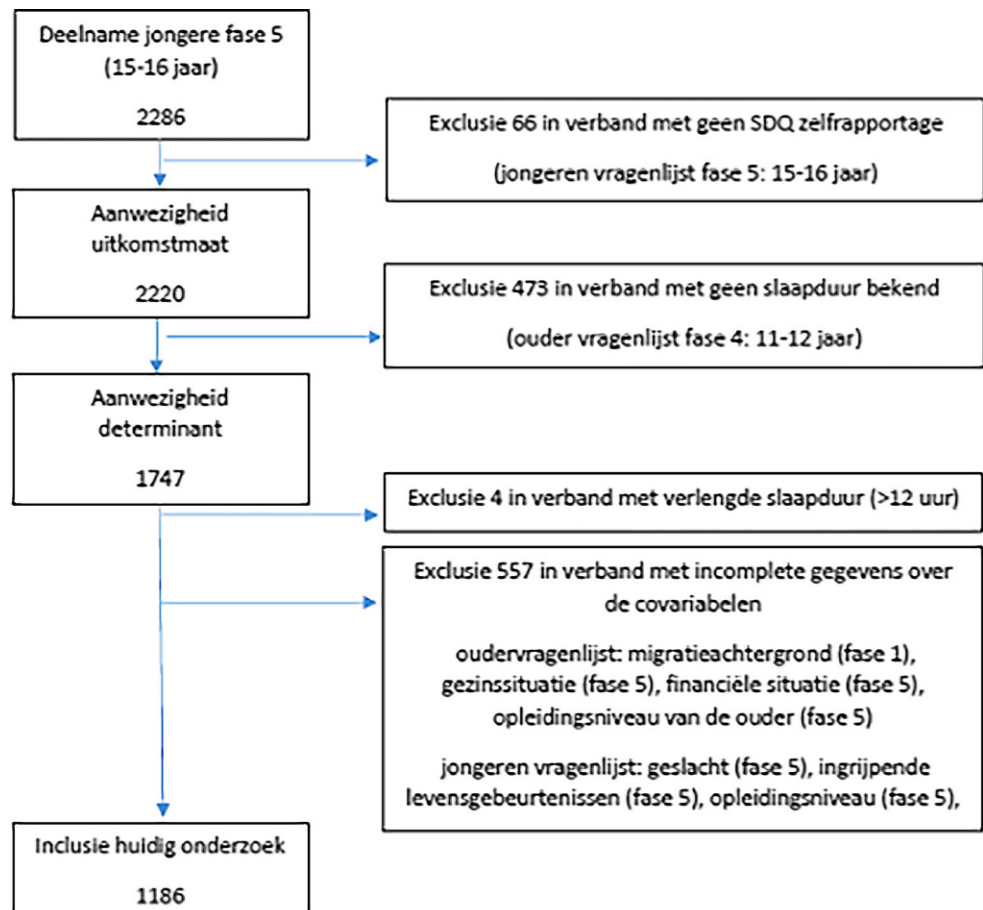 Deelname jongere fase 5
(15-16 jaar)
2286
Exclusie 66 in verband met geen SDQ zelfrapportage
(jongeren vragenlijst fase 5: 15-16 jaar)
Aanwezigheid
uitkomstmaat
2220
Exclusie 473 in verband met geen slaapduur bekend
(ouder vragenlijst fase 4: 11-12 jaar)
Aanwezigheid
determinant
1747
Exclusie 4 in verband met verlengde slaapduur (>12 uur)
Exclusie 557 in verband met incomplete gegevens over
de covariabelen
oudervragenlijst: migratieachtergrond (fase 1),
gezinssituatie (fase 5), financiële situatie (fase 5),
opleidingsniveau van de ouder (fase 5)
jongeren vragenlijst: geslacht (fase 5), ingrijpende
levensgebeurtenissen (fase 5), opleidingsniveau (fase 5),
Inclusie huidig onderzoek
1186